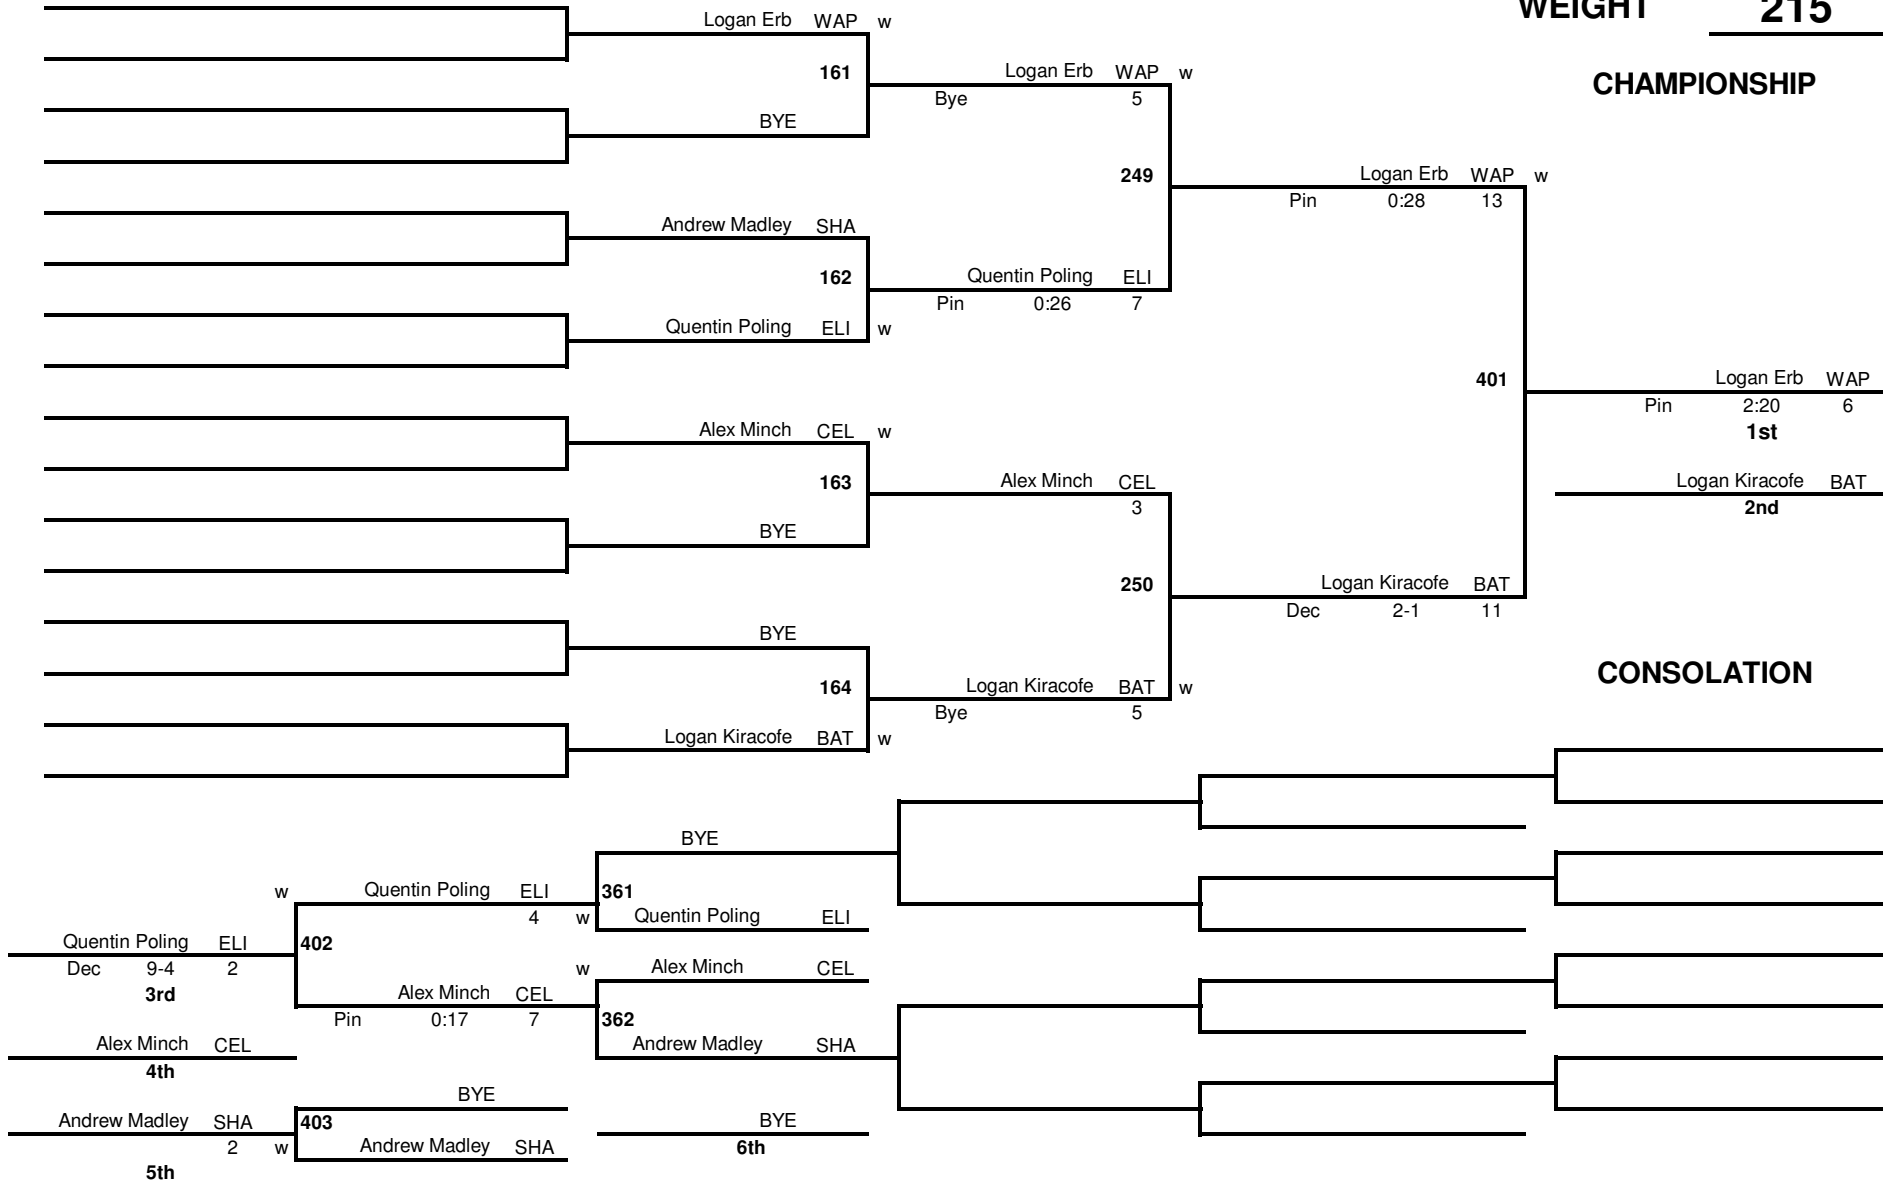 WEIGHT 215
Logan Erb WAP w
161
Logan Erb WAP w
Bye 5
CHAMPIONSHIP
BYE
249
Logan Erb WAP w
Pin 0:28 13
Andrew Madley SHA
162
Quentin Poling ELI
Pin 0:26 7
Quentin Poling ELI w
401
Logan Erb WAP
Pin 2:20 6
1st
Alex Minch CEL w
163
Alex Minch CEL
3
Logan Kiracofe BAT
2nd
BYE
250
Logan Kiracofe BAT
Dec 2-1 11
BYE
164
Logan Kiracofe BAT w
Bye 5
CONSOLATION
Logan Kiracofe BAT w
BYE
w Quentin Poling ELI
361
4 w Quentin Poling ELI
Quentin Poling ELI
402
Dec 9-4 2
3rd
w Alex Minch CEL
Alex Minch CEL
Pin 0:17 7
362
Andrew Madley SHA
Alex Minch CEL
4th
BYE
Andrew Madley SHA
403
2 w Andrew Madley SHA
5th
BYE
6th